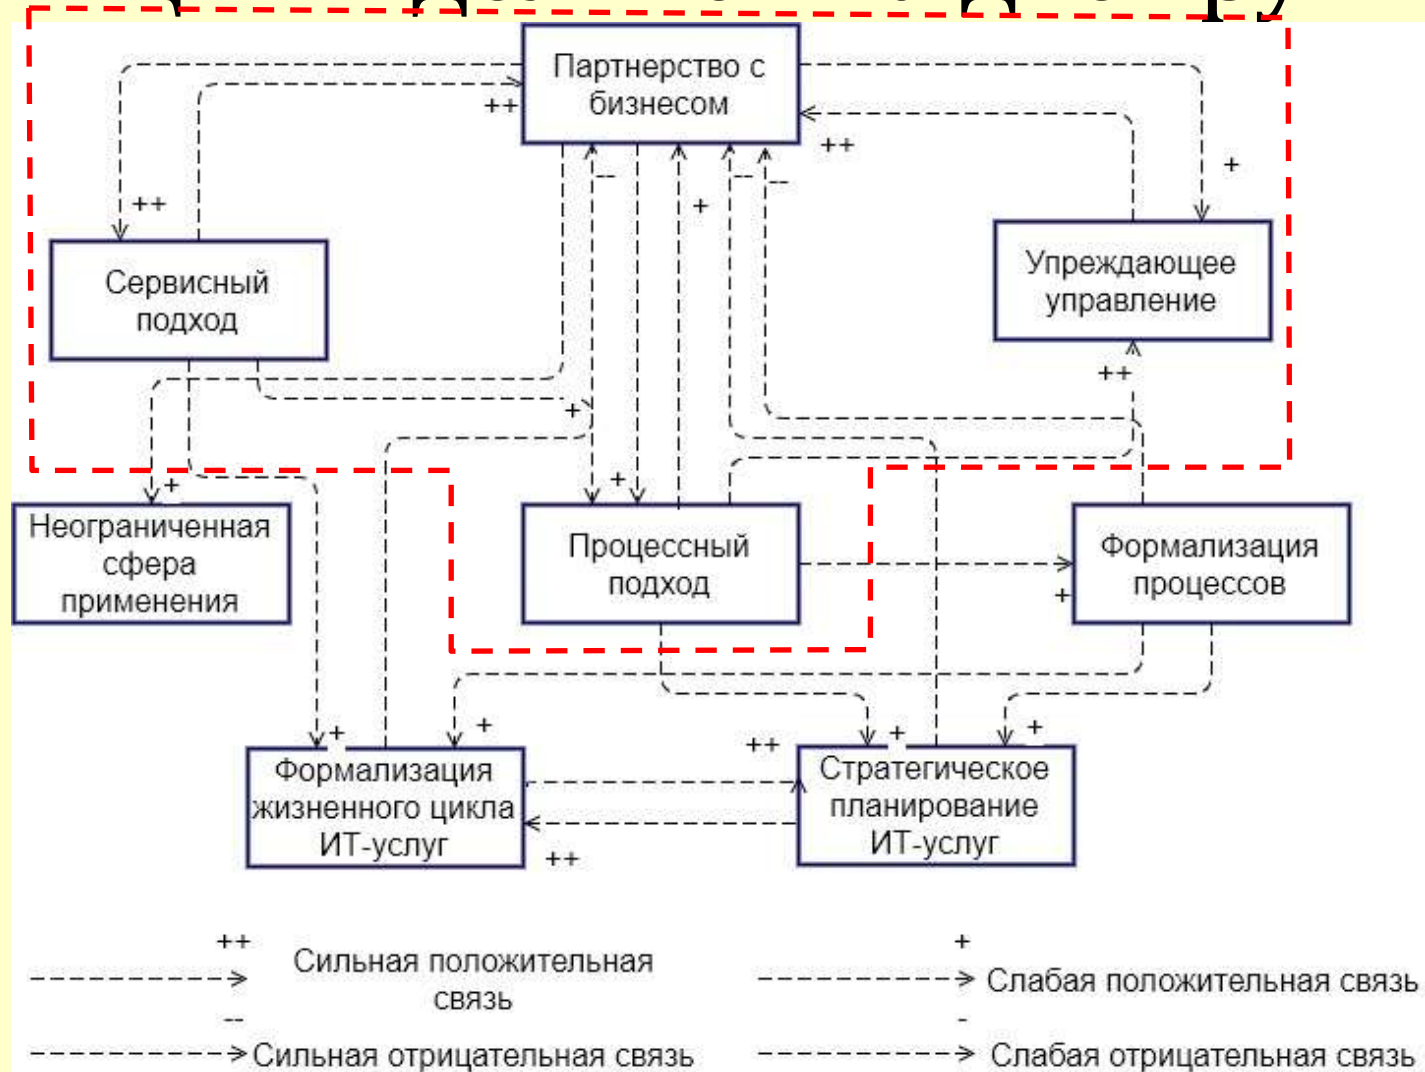 Партнерство с
бизнесом
++
++
+
++
--
+
--
--
Сервисный
подход
Упреждающее
управление
++
+
+
+
Неограниченная
сфера
применения
Процессный
подход
Формализация
процессов
+
+
+
++
+
+
Формализация
жизненного цикла
ИТ-услуг
Стратегическое
планирование
ИТ-услуг
++
++
Сильная положительная
связь
+
Слабая положительная связь
--
Сильная отрицательная связь
-
Слабая отрицательная связь